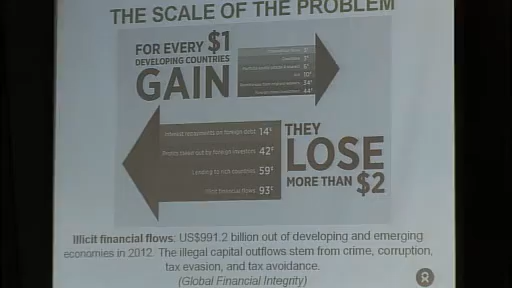 THE SCALE OF THE PROBLEM
FOR EVERY $1
DEVELOPING COUNTRIES
GAIN
THEY
LOSE
MORE THAN $2
Interest repayments on foreign debt 14¢
Profits taken out by foreign investors 42¢
Lending to rich countries 59¢
Illicit financial flows 93¢
Illicit financial flows: US$991.2 billion out of developing and emerging
economies in 2012. The illegal capital outflows stem from crime, corruption,
tax evasion, and tax avoidance.
(Global Financial Integrity)